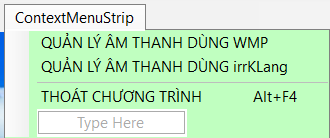 ContextMenuStrip
QUẢN LÝ ÂM THANH DÙNG WMP
QUẢN LÝ ÂM THANH DÙNG irrKLang
THOÁT CHƯƠNG TRÌNH Alt+F4
Type Here